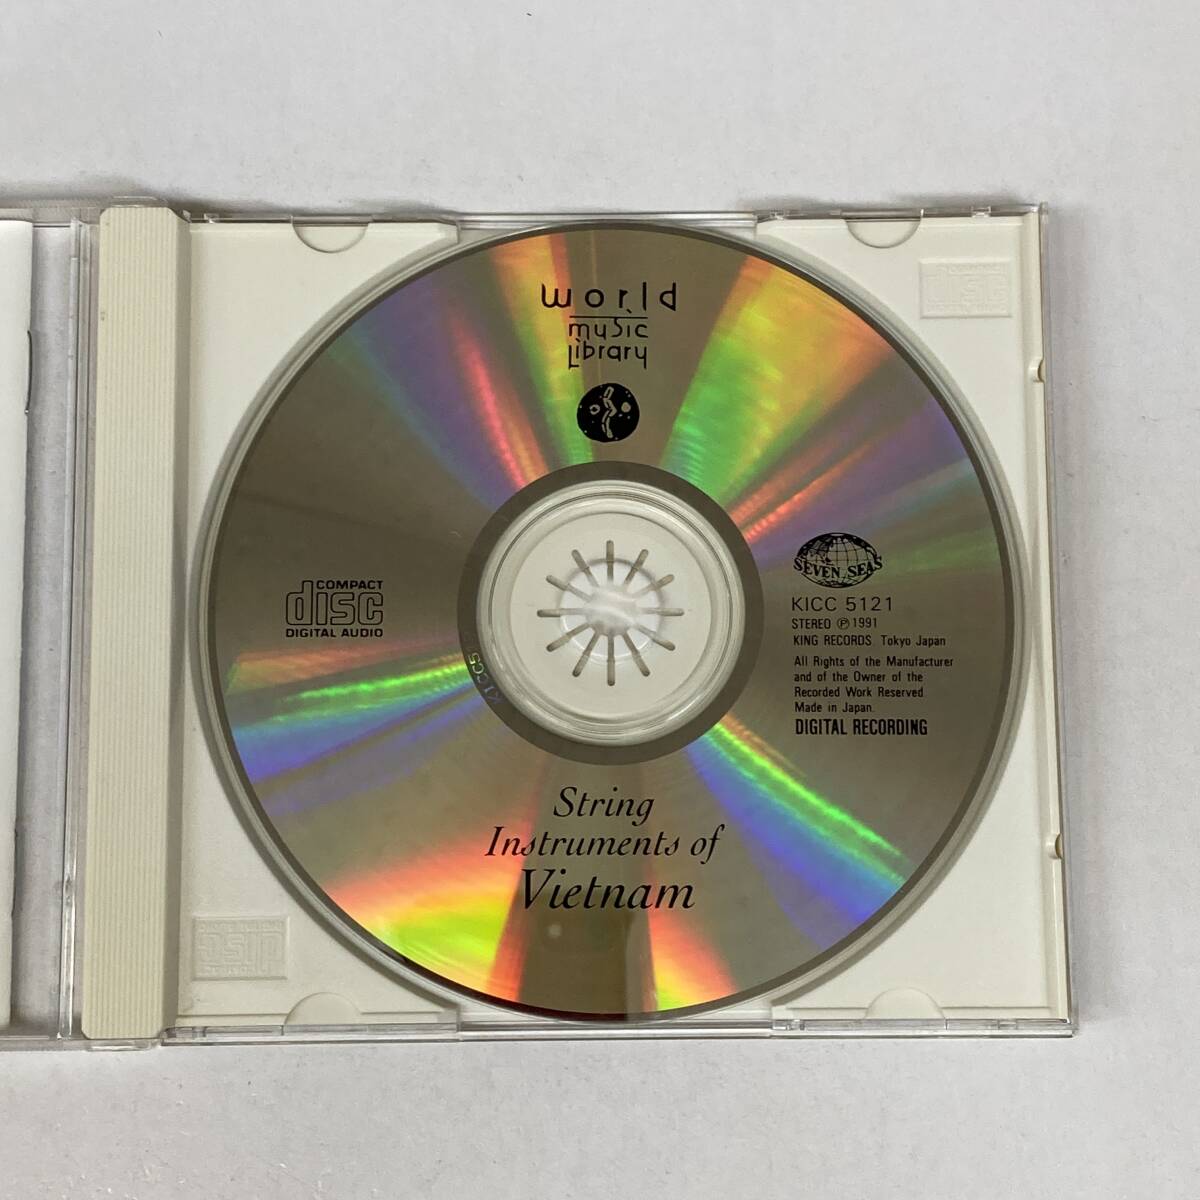 world
music
Library
COMPACT
disc
DIGITAL AUDIO
SEVEN SEAS
KICC 5121
STEREO Ⓟ 1991
KING RECORDS. Tokyo Japan
All Rights of the Manufacturer
and of the Owner of the
Recorded Work Reserved.
Made in Japan.
DIGITAL RECORDING
String
Instruments of
Vietnam